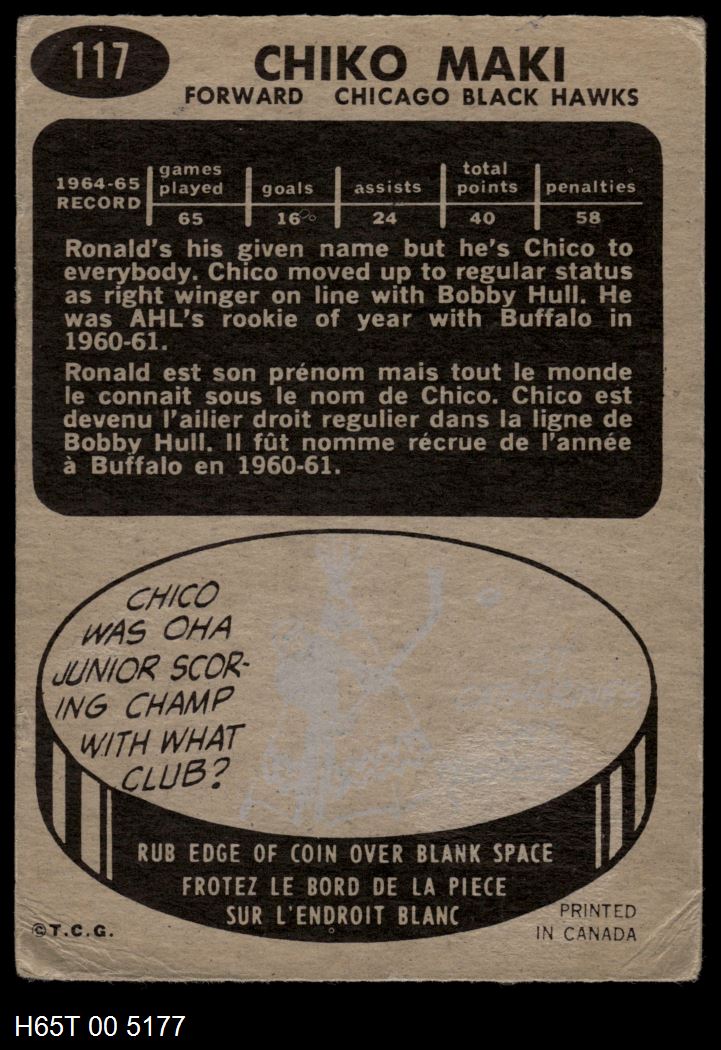 117
CHIKO MAKI
FORWARD CHICAGO BLACK HAWKS
1964-65 RECORD games played goals assists total points penalties
65 16 24 40 58
Ronald's his given name but he's Chico to
everybody. Chico moved up to regular status
as right winger on line with Bobby Hull. He
was AHL's rookie of year with Buffalo in
1960-61.
Ronald est son prénom mais tout le monde
le connait sous le nom de Chico. Chico est
devenu l'ailier droit regulier dans la ligne de
Bobby Hull. Il fût nomme récrue de l'année
à Buffalo en 1960-61.
CHICO
WAS OHA
JUNIOR SCOR-
ING CHAMP
WITH WHAT
CLUB?
ST.
CATHARINES
RUB EDGE OF COIN OVER BLANK SPACE
FROTEZ LE BORD DE LA PIECE
SUR L'ENDROIT BLANC
©T.C.G.
PRINTED
IN CANADA
H65T 00 5177